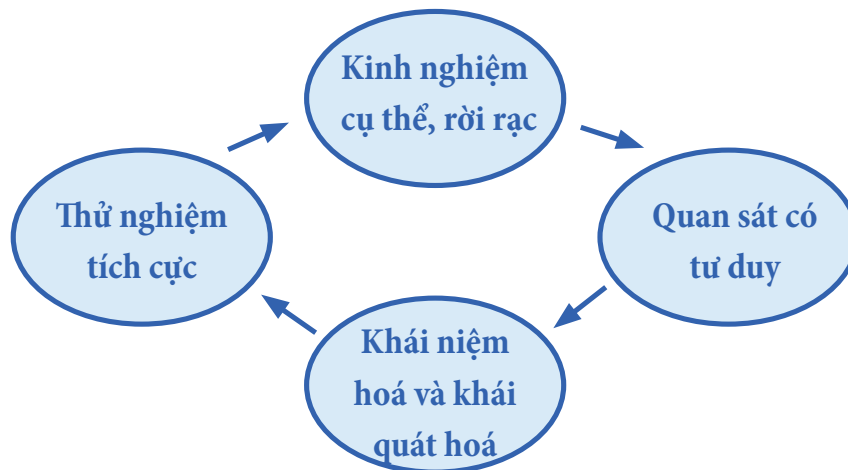 Kinh nghiệm
cụ thể, rời rạc
Thử nghiệm
tích cực
Quan sát có
tư duy
Khái niệm
hoá và khái
quát hoá